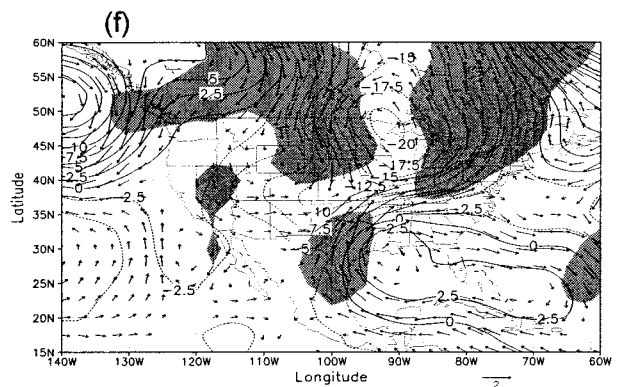 (f)
60N
55N
50N
45N
40N
35N
30N
25N
20N
15N
Latitude
140W
130W
120W
110W
100W
90W
80W
70W
60W
Longitude
2
5
2.5
-15
-17.5
-20
-17.5
-15
-12.5
-10
-7.5
-5
0
-2.5
-2.5
0
2.5
0
2.5
10
7.5
5
2.5
0
-2.5
-2.5